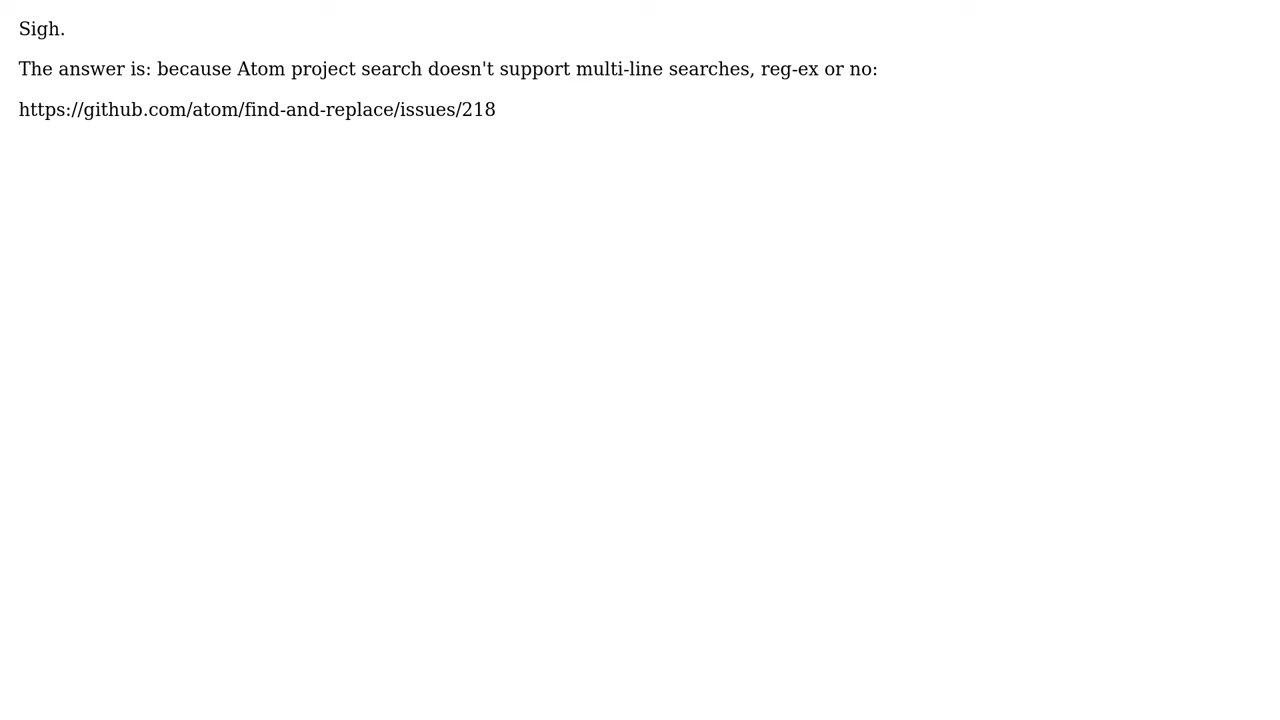 Sigh.
The answer is: because Atom project search doesn't support multi-line searches, reg-ex or no:
https://github.com/atom/find-and-replace/issues/218